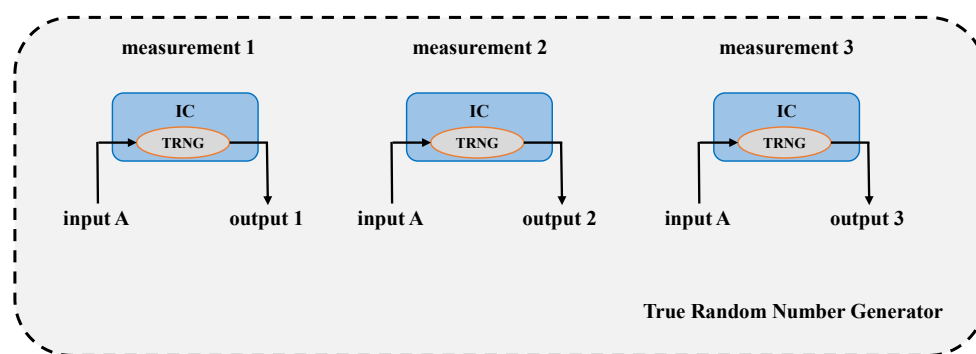 measurement 1
measurement 2
measurement 3
IC
IC
IC
TRNG
TRNG
TRNG
input A
output 1
input A
output 2
input A
output 3
True Random Number Generator